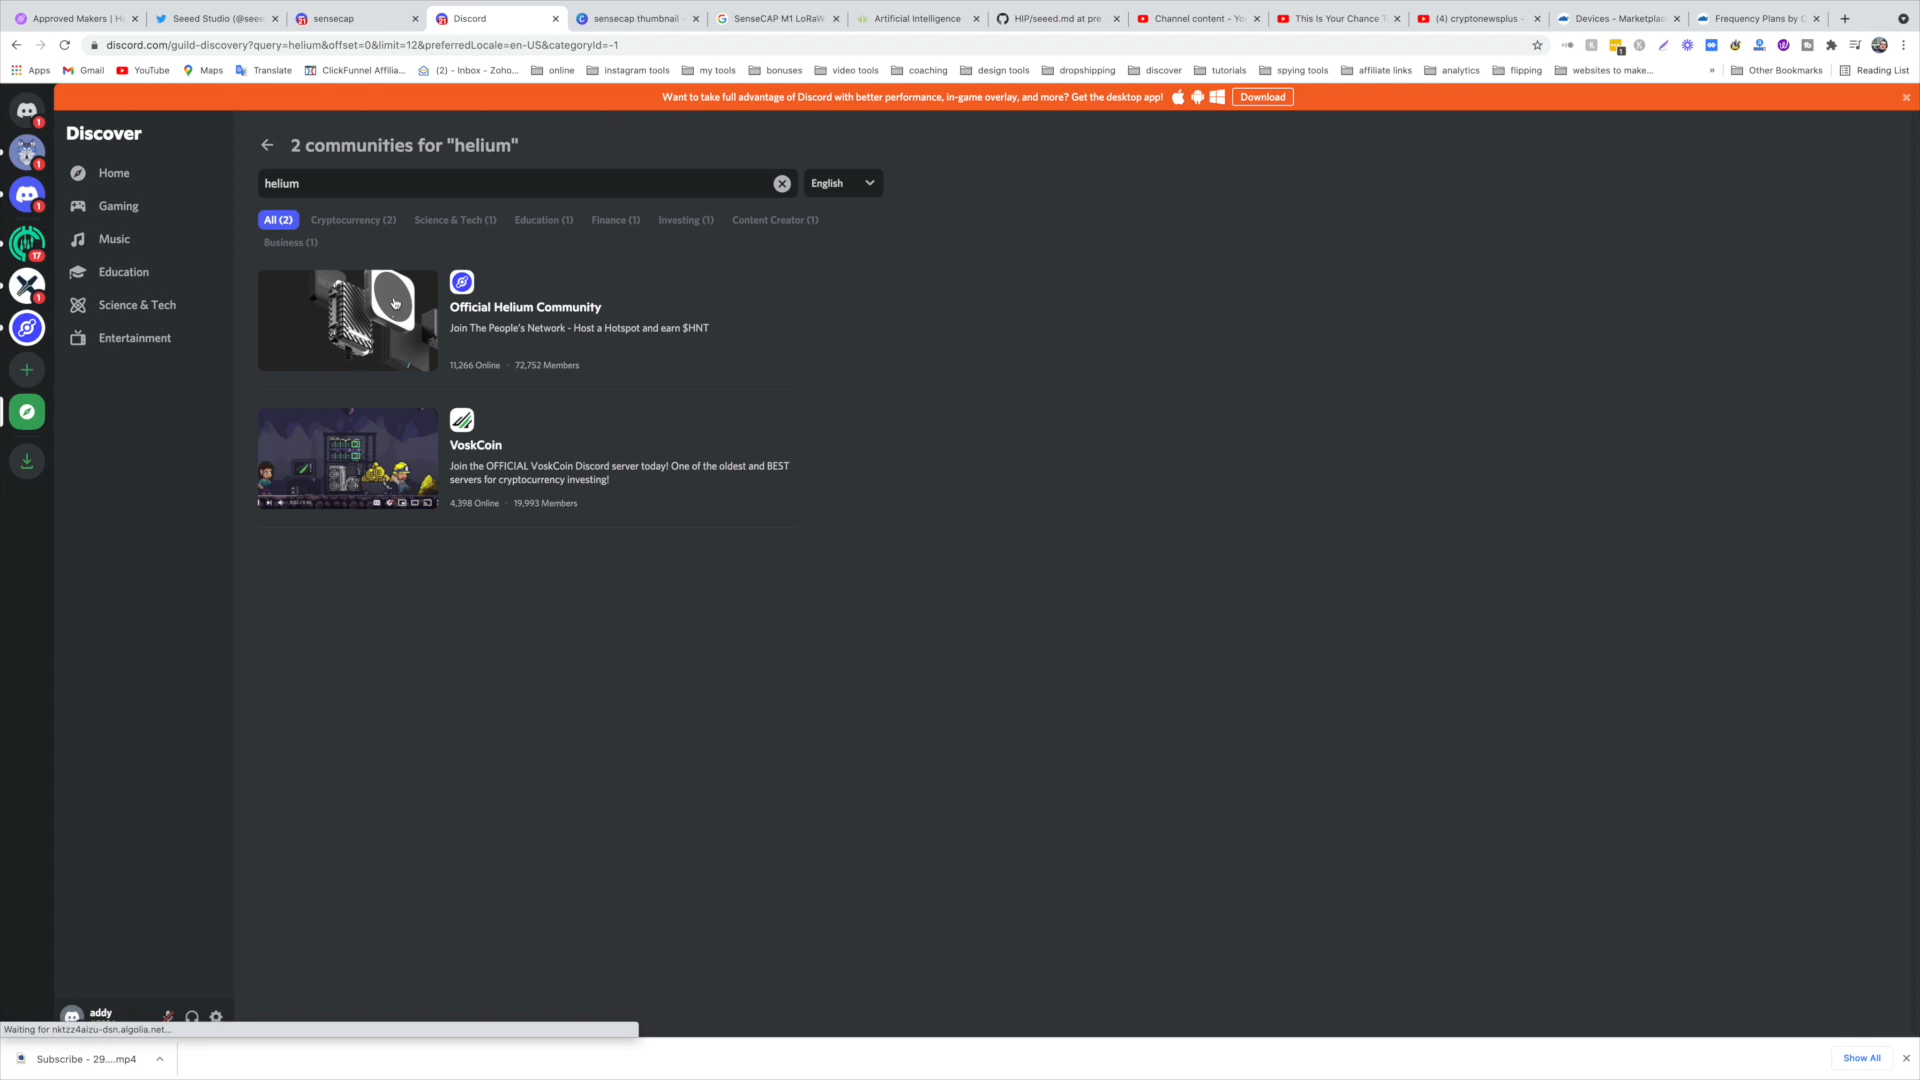 Approved Makers | He
Seeed Studio (@seee
sensecap
Discord
sensecap thumbnail -
SenseCAP M1 LoRaW
Artificial Intelligence
HIP/seeed.md at pre
Channel content - Yo
This Is Your Chance T
(4) cryptonewsplus -
Devices - Marketplac
Frequency Plans by C
discord.com/guild-discovery?query=helium&offset=0&limit=12&preferredLocale=en-US&categoryId=-1
Apps
Gmail
YouTube
Maps
Translate
ClickFunnel Affilia...
(2) - Inbox - Zoho...
online
instagram tools
my tools
bonuses
video tools
coaching
design tools
dropshipping
discover
tutorials
spying tools
affiliate links
analytics
flipping
websites to make...
»
Other Bookmarks
Reading List
Want to take full advantage of Discord with better performance, in-game overlay, and more? Get the desktop app!
Download
Discover
Home
Gaming
Music
Education
Science & Tech
Entertainment
1
1
1
17
1
2 communities for "helium"
helium
English
All (2)
Cryptocurrency (2)
Science & Tech (1)
Education (1)
Finance (1)
Investing (1)
Content Creator (1)
Business (1)
Official Helium Community
Join The People's Network - Host a Hotspot and earn $HNT
11,266 Online
72,752 Members
VoskCoin
Join the OFFICIAL VoskCoin Discord server today! One of the oldest and BEST
servers for cryptocurrency investing!
4,398 Online
19,993 Members
addy
Waiting for nktzz4aizu-dsn.algolia.net...
Subscribe - 29....mp4
Show All